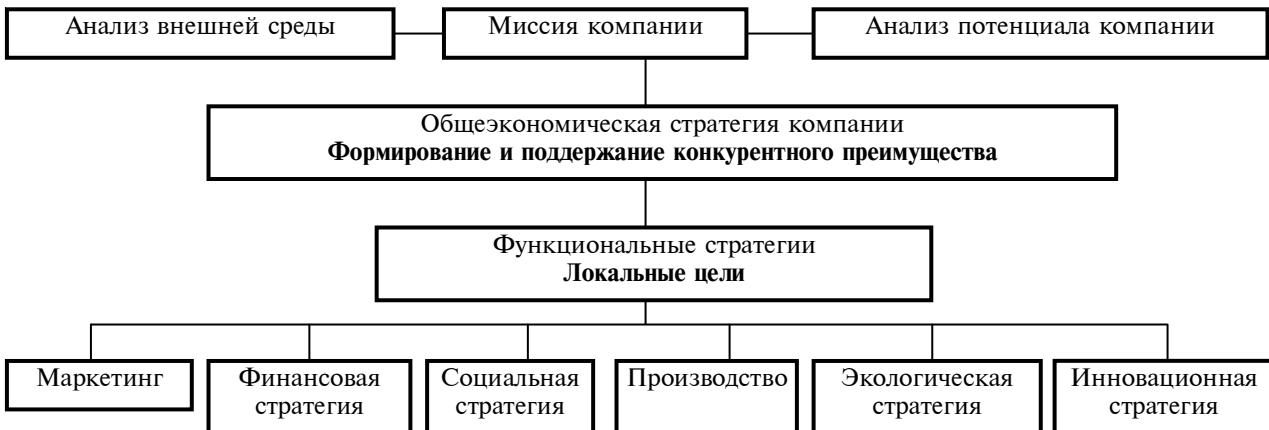 Анализ внешней среды
Миссия компании
Анализ потенциала компании
Общеэкономическая стратегия компании
Формирование и поддержание конкурентного преимущества
Функциональные стратегии
Локальные цели
Маркетинг
Финансовая
стратегия
Социальная
стратегия
Производство
Экологическая
стратегия
Инновационная
стратегия